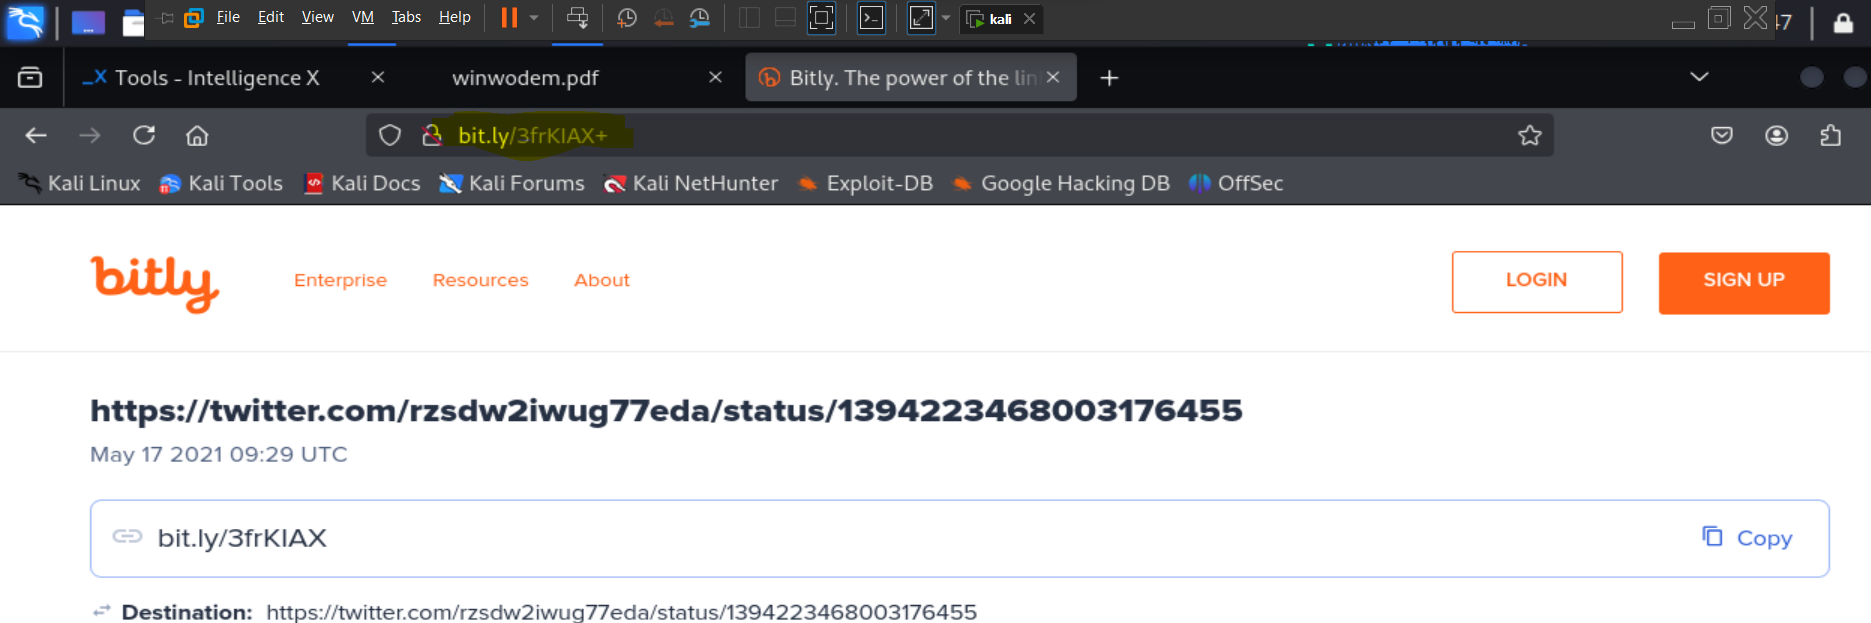 File Edit View VM Tabs Help kali 47
Tools - Intelligence X winwodem.pdf Bitly. The power of the lin
bit.ly/3frKIAX+
Kali Linux Kali Tools Kali Docs Kali Forums Kali NetHunter Exploit-DB Google Hacking DB OffSec
bitly Enterprise Resources About LOGIN SIGN UP
https://twitter.com/rzsdw2iwug77eda/status/1394223468003176455
May 17 2021 09:29 UTC
bit.ly/3frKIAX Copy
Destination: https://twitter.com/rzsdw2iwug77eda/status/1394223468003176455